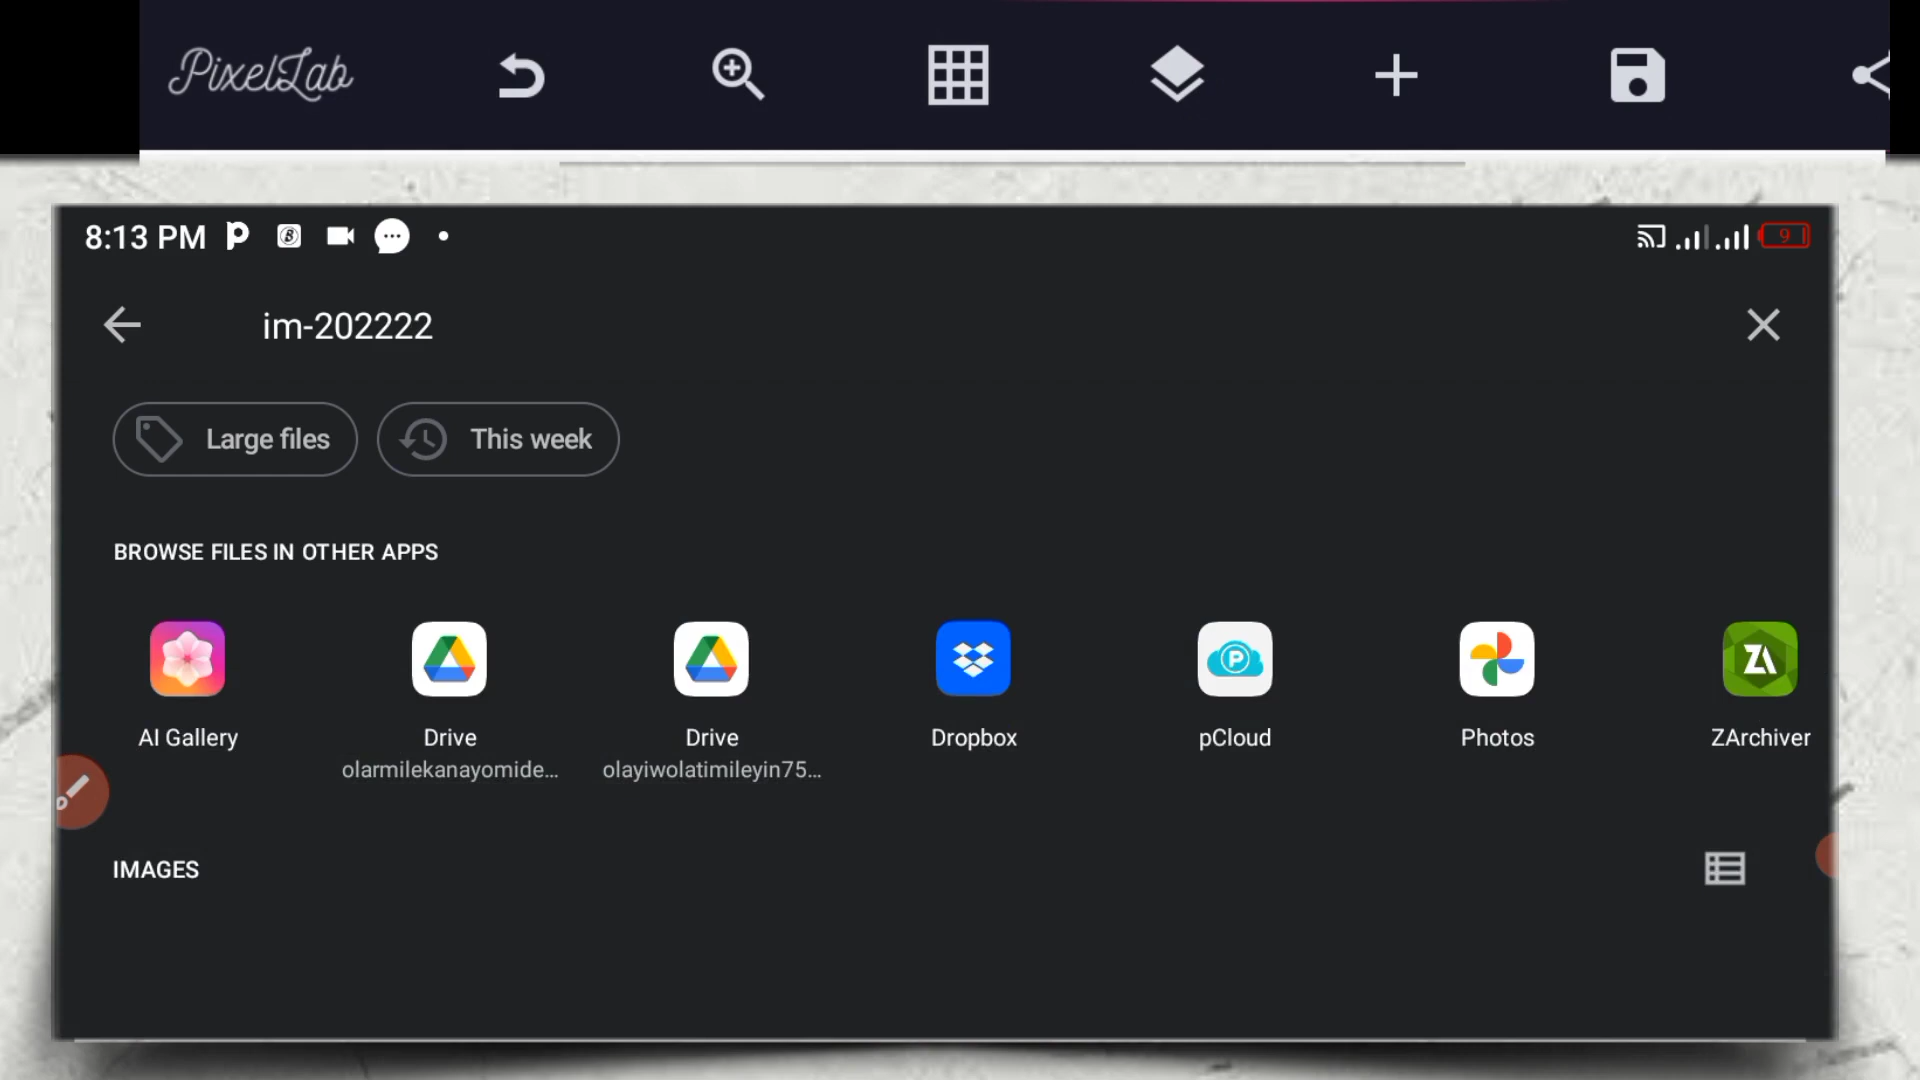 PixelLab
8:13 PM
9
im-202222
Large files
This week
BROWSE FILES IN OTHER APPS
AI Gallery
Drive
olarmilekanayomide...
Drive
olayiwolatimileyin75...
Dropbox
pCloud
Photos
ZArchiver
IMAGES